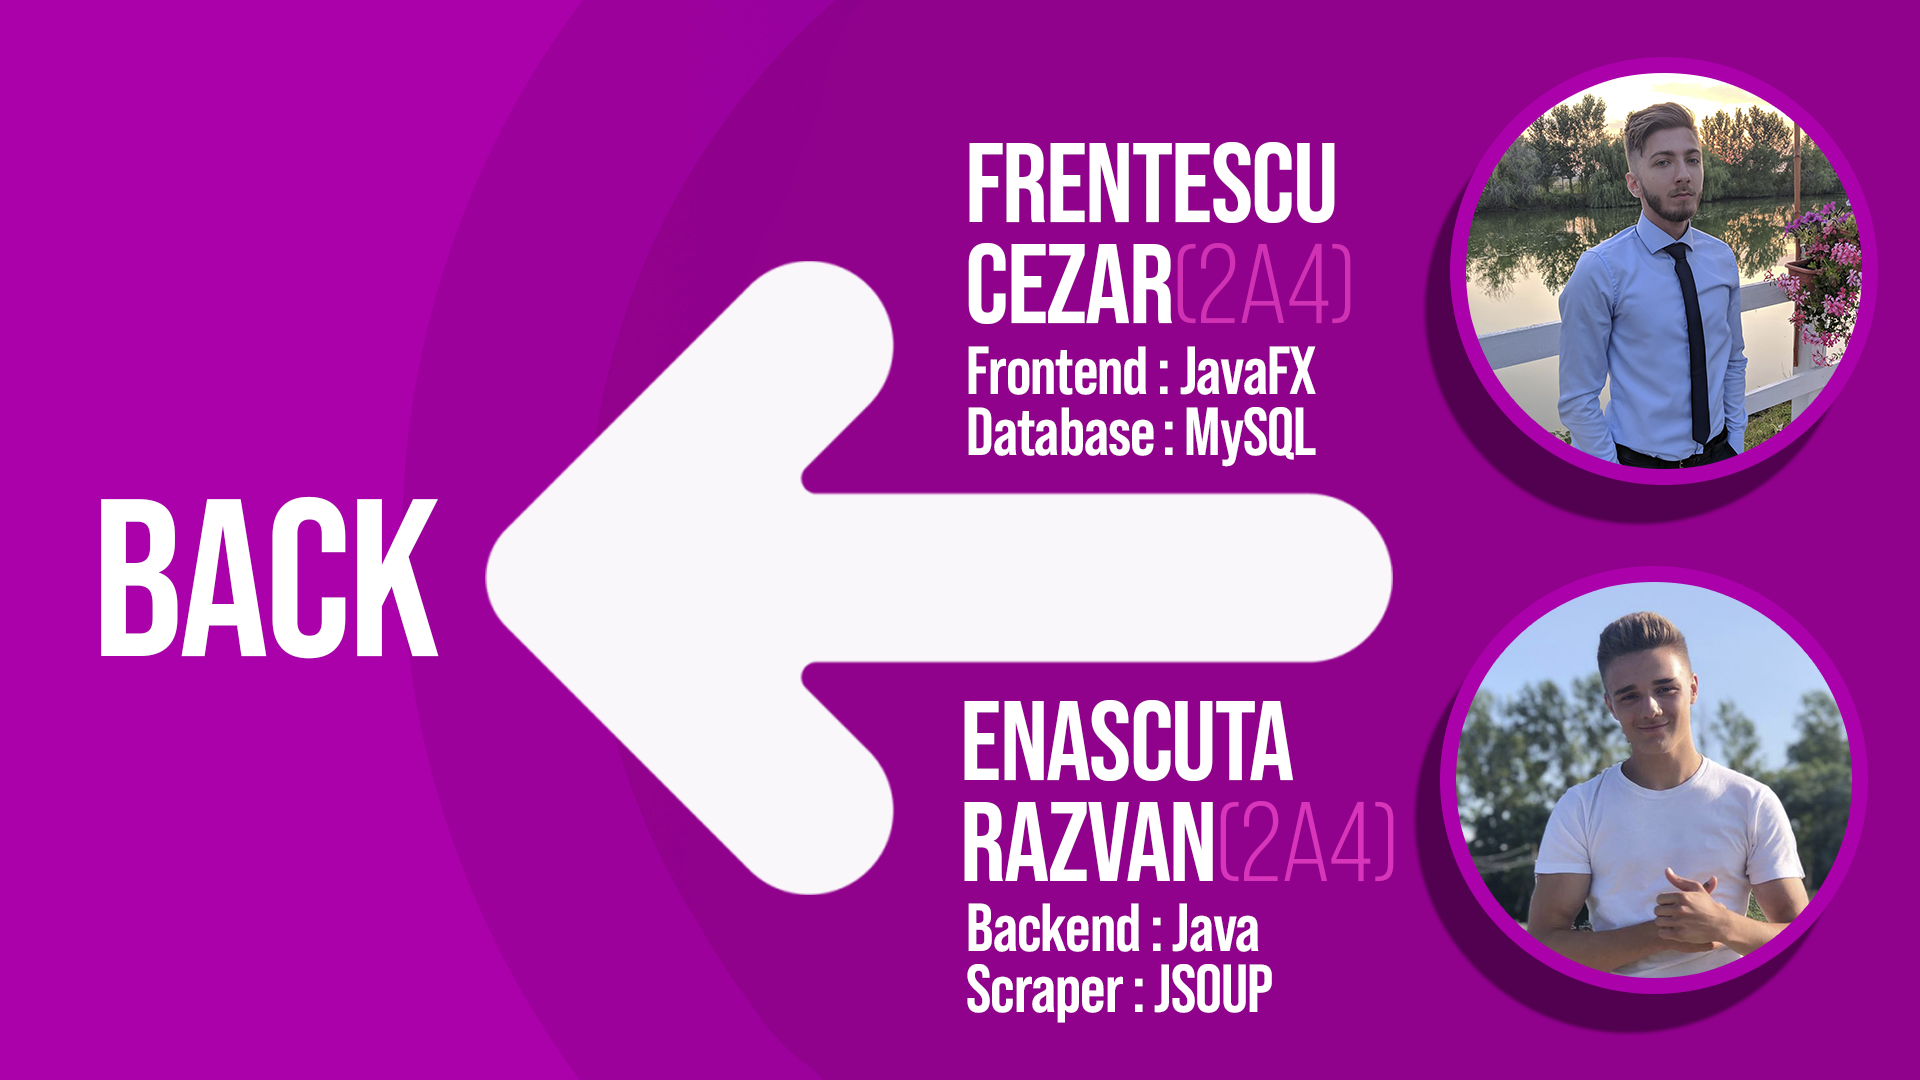 BACK
FRENTESCU
CEZAR(2A4)
Frontend : JavaFX
Database : MySQL
ENASCUTA
RAZVAN(2A4)
Backend : Java
Scraper : JSOUP